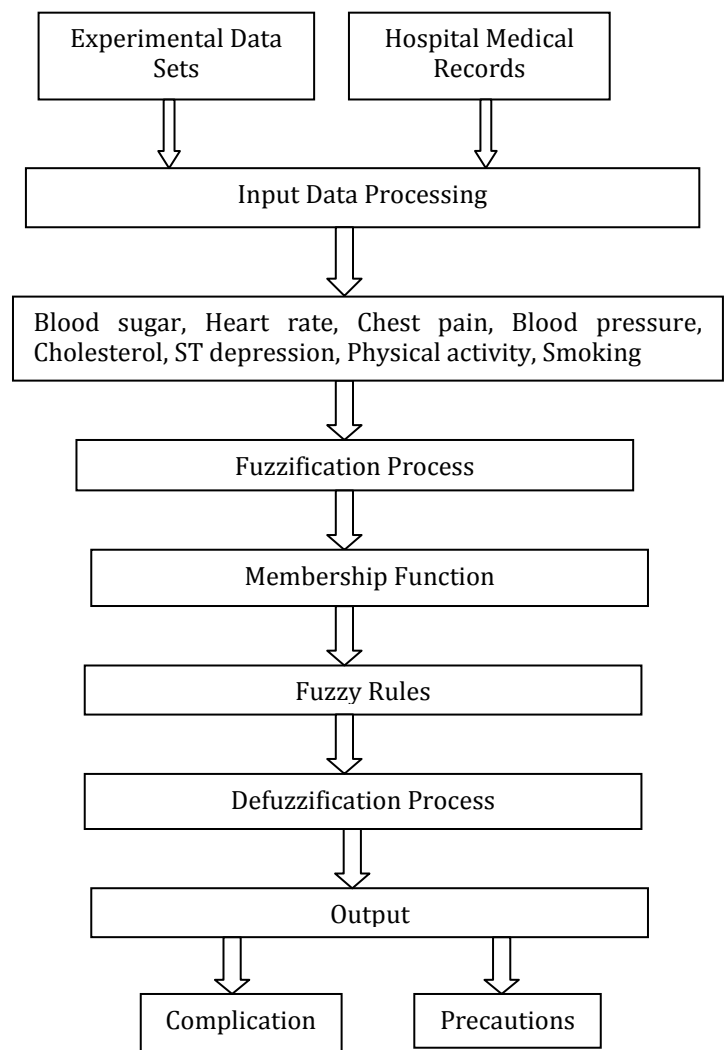 Experimental Data
Sets
Hospital Medical
Records
Input Data Processing
Blood sugar, Heart rate, Chest pain, Blood pressure,
Cholesterol, ST depression, Physical activity, Smoking
Fuzzification Process
Membership Function
Fuzzy Rules
Defuzzification Process
Output
Complication
Precautions